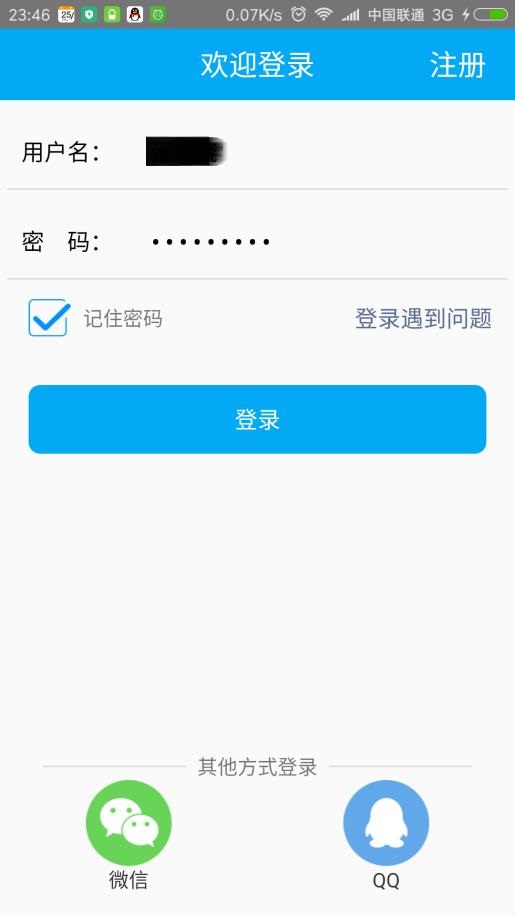 23:46 25 0.07K/s 中国联通 3G
欢迎登录 注册
用户名：
密 码： •••••••••
记住密码 登录遇到问题
登录
其他方式登录
微信 QQ